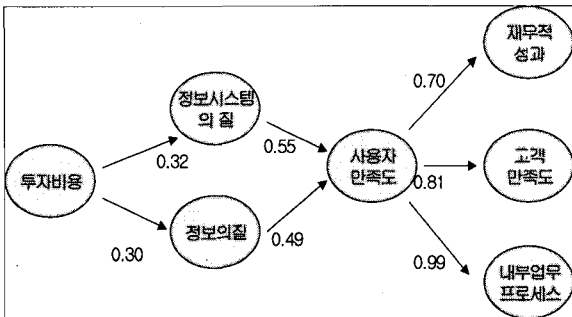 재무적
성과
0.70
정보시스템
의 질
0.32
0.55
사용자
만족도
고객
만족도
0.81
투자비용
정보의질
0.30
0.49
0.99
내부업무
프로세스